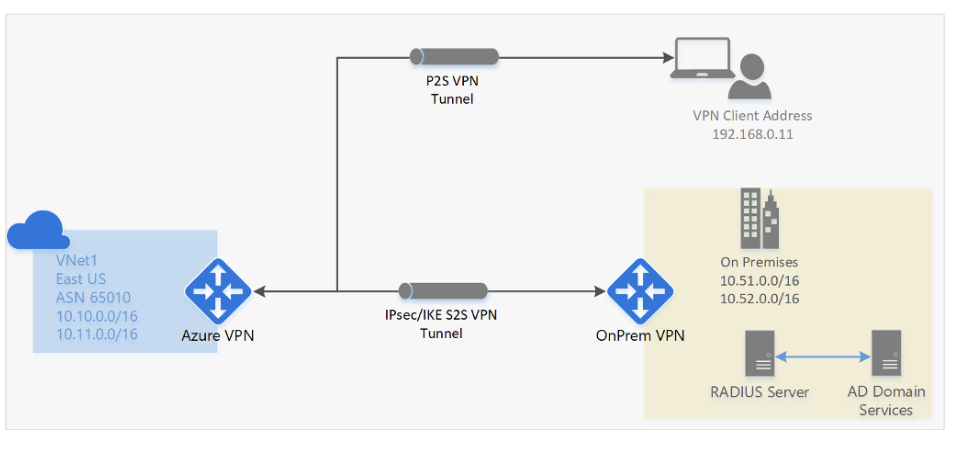 P2S VPN
Tunnel
VPN Client Address
192.168.0.11
VNet1
East US
ASN 65010
10.10.0.0/16
10.11.0.0/16
Azure VPN
IPsec/IKE S2S VPN
Tunnel
OnPrem VPN
On Premises
10.51.0.0/16
10.52.0.0/16
RADIUS Server
AD Domain
Services